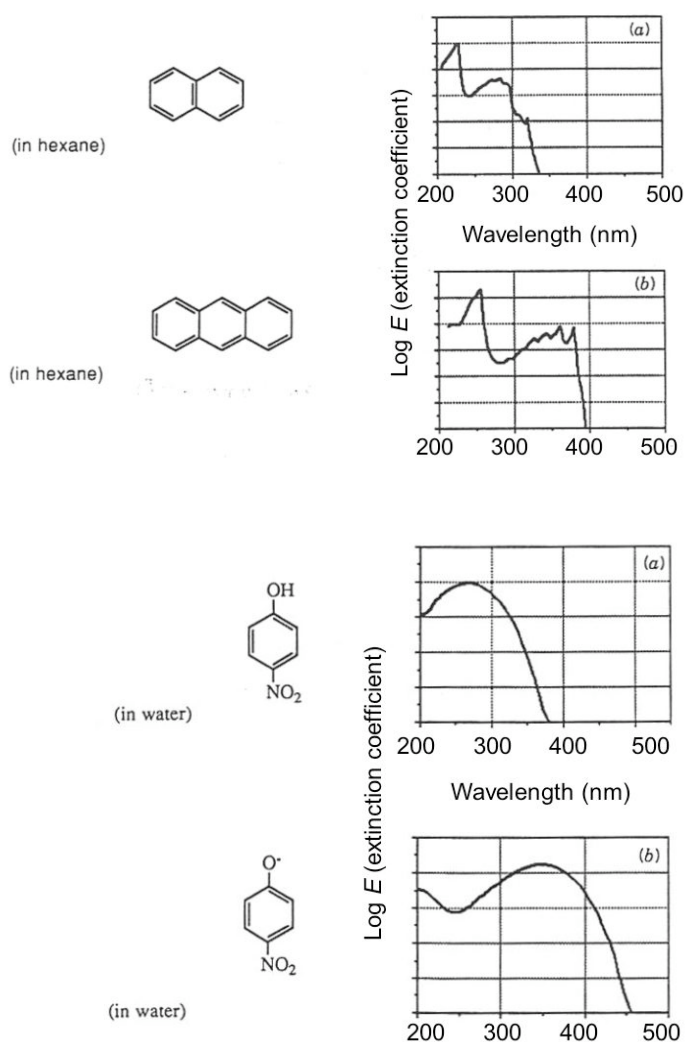 (in hexane)
(a)
Log E (extinction coefficient)
200 300 400 500
Wavelength (nm)
(in hexane)
(b)
200 300 400 500
OH
NO2
(in water)
(a)
Log E (extinction coefficient)
200 300 400 500
Wavelength (nm)
O-
NO2
(in water)
(b)
200 300 400 500